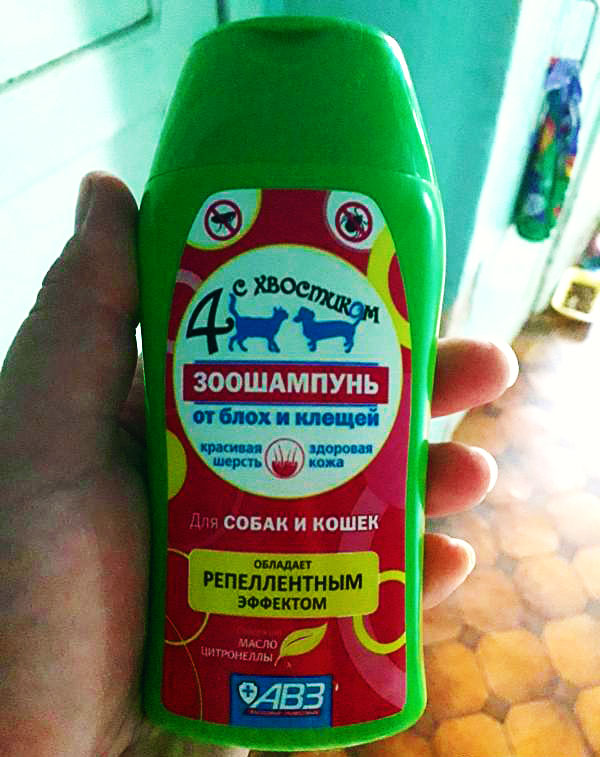 4 с хвостиком
ЗООШАМПУНЬ
от блох и клещей
красивая шерсть
здоровая кожа
Для СОБАК И КОШЕК
ОБЛАДАЕТ
РЕПЕЛЛЕНТНЫМ
ЭФФЕКТОМ
МАСЛО
ЦИТРОНЕЛЛЫ
АВЗ